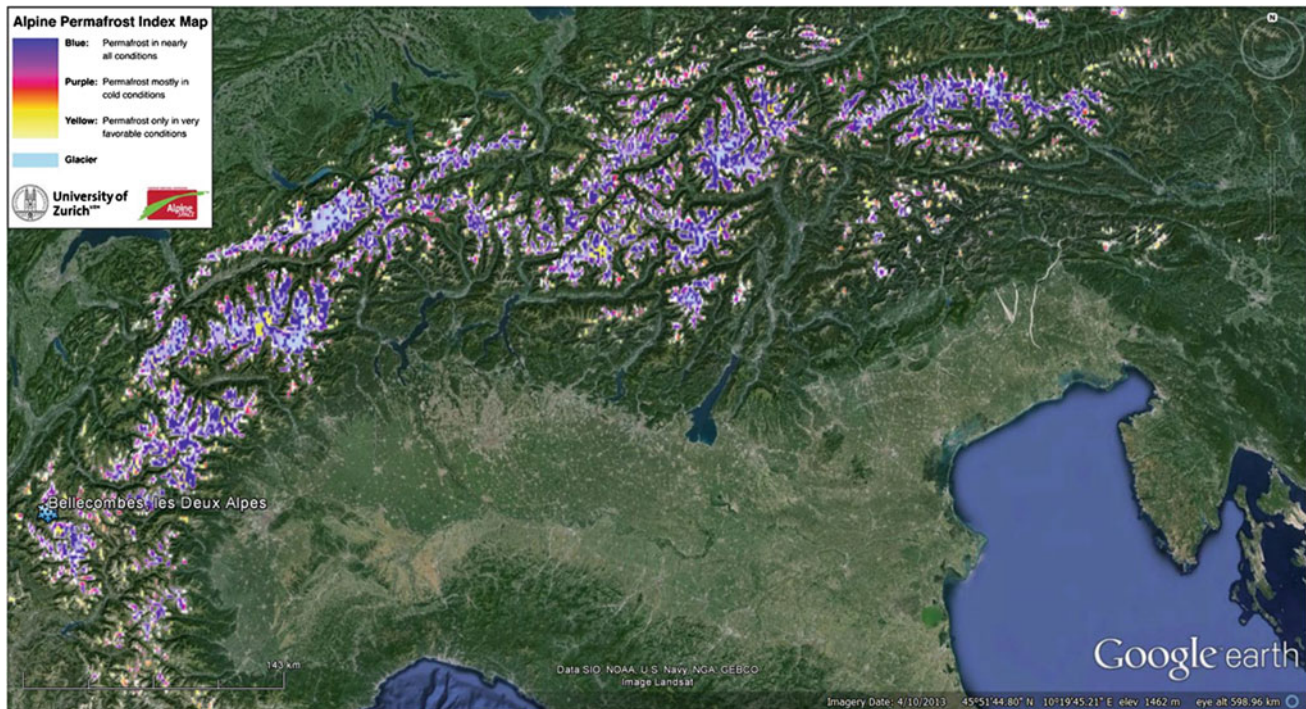 Alpine Permafrost Index Map
Blue: Permafrost in nearly
all conditions
Purple: Permafrost mostly in
cold conditions
Yellow: Permafrost only in very
favorable conditions
Glacier
University of
Zurich UZH
Alpine
Space
N
Bellecombes, les Deux Alpes
143 km
Data SIO, NOAA, U.S. Navy, NGA, GEBCO
Image Landsat
Google earth
Imagery Date: 4/10/2013 45°51'44.80" N 10°19'45.21" E elev 1462 m eye alt 598.96 km